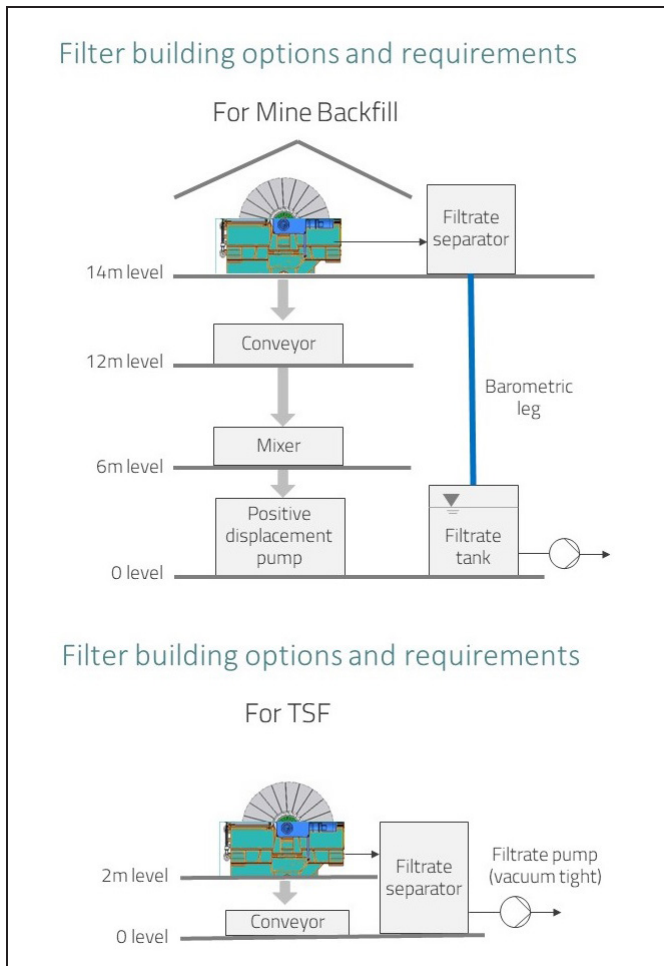 Filter building options and requirements
For Mine Backfill
Filtrate
separator
14m level
Conveyor
12m level
Barometric
leg
Mixer
6m level
Positive
displacement
pump
Filtrate
tank
0 level
Filter building options and requirements
For TSF
2m level
Filtrate
separator
Filtrate pump
(vacuum tight)
Conveyor
0 level